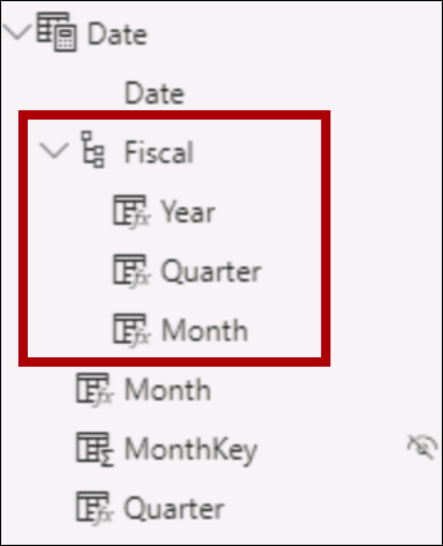 Date
Date
Fiscal
Year
Quarter
Month
Month
MonthKey
Quarter